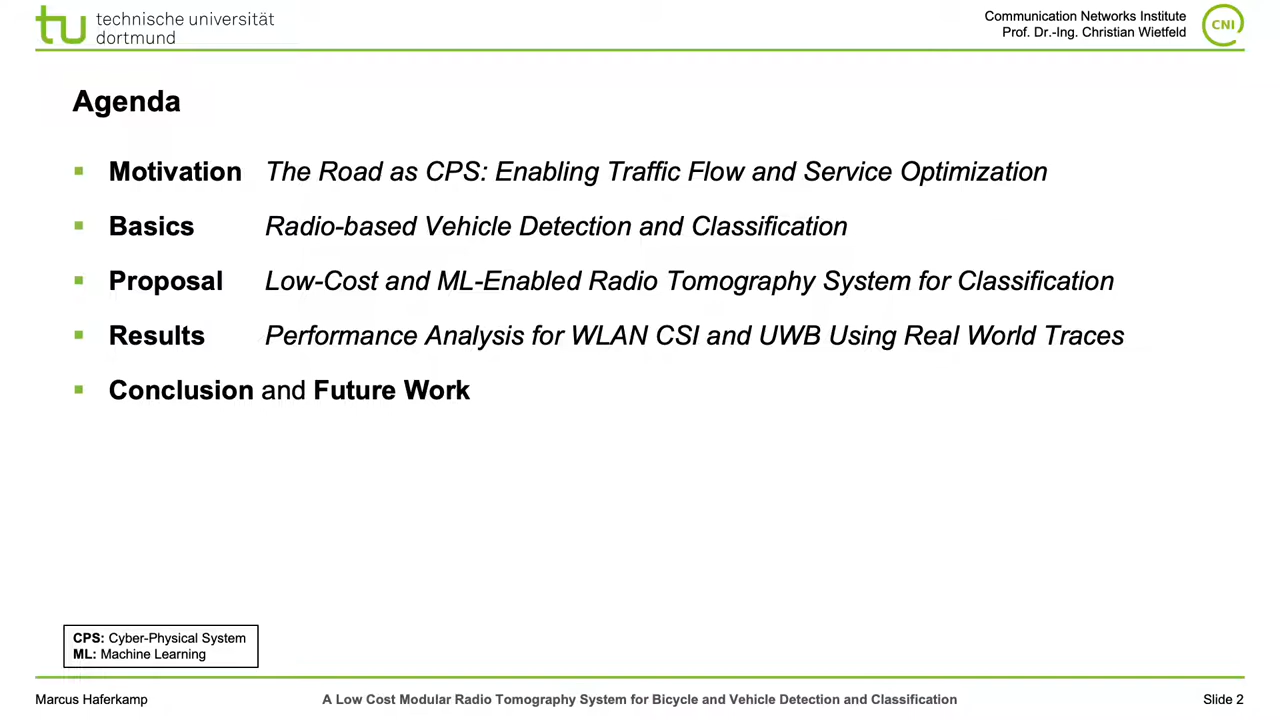 technische universität
dortmund
Communication Networks Institute
Prof. Dr.-Ing. Christian Wietfeld
CNI
Agenda
Motivation The Road as CPS: Enabling Traffic Flow and Service Optimization
Basics Radio-based Vehicle Detection and Classification
Proposal Low-Cost and ML-Enabled Radio Tomography System for Classification
Results Performance Analysis for WLAN CSI and UWB Using Real World Traces
Conclusion and Future Work
CPS: Cyber-Physical System
ML: Machine Learning
Marcus Haferkamp
A Low Cost Modular Radio Tomography System for Bicycle and Vehicle Detection and Classification
Slide 2